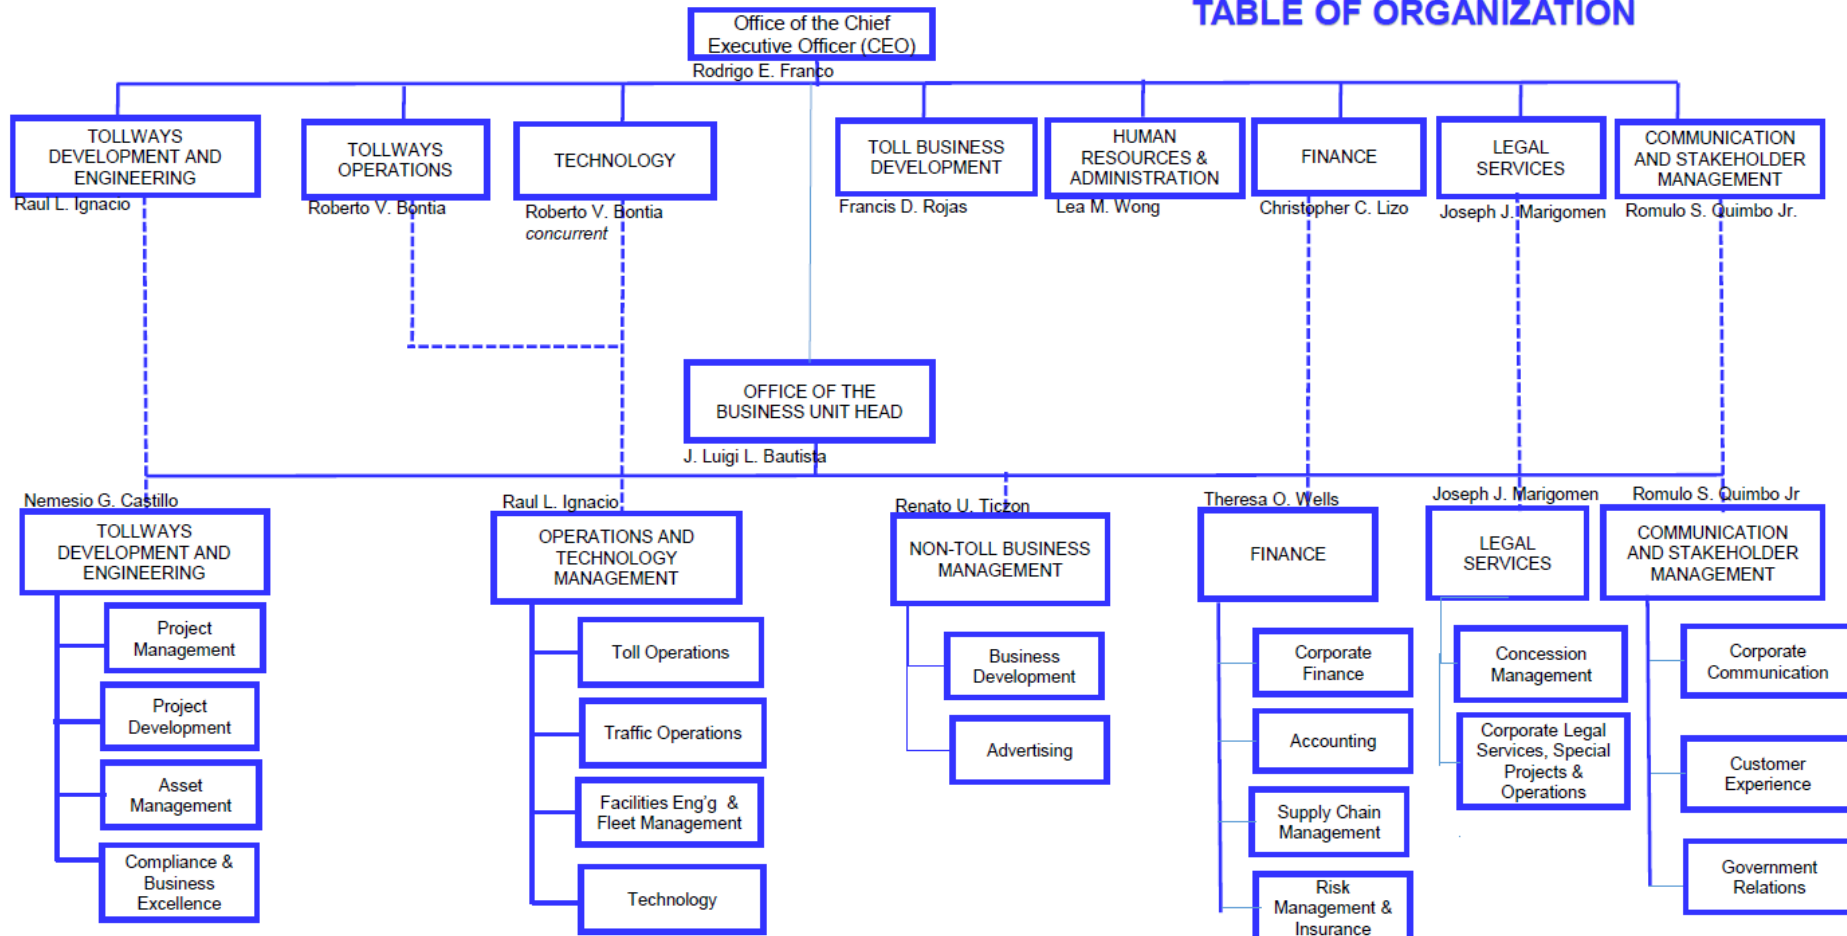 TABLE OF ORGANIZATION
Office of the Chief
Executive Officer (CEO)
Rodrigo E. Franco
TOLLWAYS
DEVELOPMENT AND
ENGINEERING
Raul L. Ignacio
TOLLWAYS
OPERATIONS
Roberto V. Bontia
TECHNOLOGY
Roberto V. Bontia
concurrent
TOLL BUSINESS
DEVELOPMENT
Francis D. Rojas
HUMAN
RESOURCES &
ADMINISTRATION
Lea M. Wong
FINANCE
Christopher C. Lizo
LEGAL
SERVICES
Joseph J. Marigomen
COMMUNICATION
AND STAKEHOLDER
MANAGEMENT
Romulo S. Quimbo Jr.
OFFICE OF THE
BUSINESS UNIT HEAD
J. Luigi L. Bautista
Nemesio G. Castillo
TOLLWAYS
DEVELOPMENT AND
ENGINEERING
Project
Management
Project
Development
Asset
Management
Compliance &
Business
Excellence
Raul L. Ignacio
OPERATIONS AND
TECHNOLOGY
MANAGEMENT
Toll Operations
Traffic Operations
Facilities Eng'g &
Fleet Management
Technology
Renato U. Ticzon
NON-TOLL BUSINESS
MANAGEMENT
Business
Development
Advertising
Theresa O. Wells
FINANCE
Corporate
Finance
Accounting
Supply Chain
Management
Risk
Management &
Insurance
Joseph J. Marigomen
LEGAL
SERVICES
Concession
Management
Corporate Legal
Services, Special
Projects &
Operations
Romulo S. Quimbo Jr
COMMUNICATION
AND STAKEHOLDER
MANAGEMENT
Corporate
Communication
Customer
Experience
Government
Relations